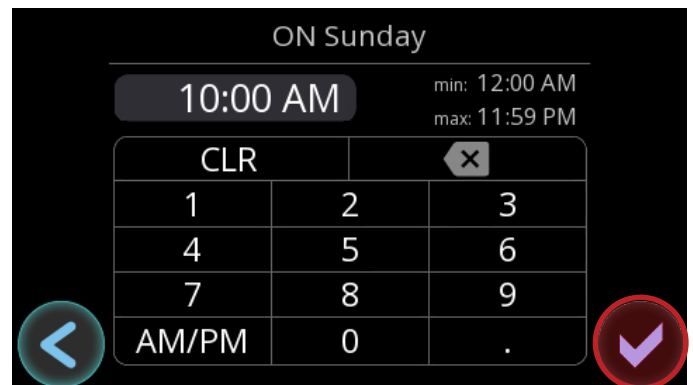 ON Sunday
10:00 AM
min: 12:00 AM
max: 11:59 PM
CLR
1 2 3
4 5 6
7 8 9
AM/PM 0 .